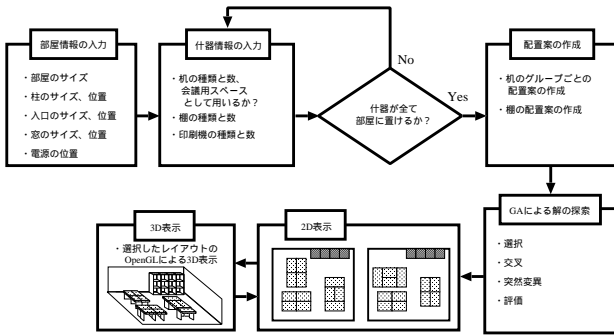 部屋情報の入力
・部屋のサイズ
・柱のサイズ、位置
・入口のサイズ、位置
・窓のサイズ、位置
・電源の位置
什器情報の入力
・机の種類と数、
会議用スペース
として用いるか？
・棚の種類と数
・印刷機の種類と数
No
什器が全て
部屋に置けるか？
Yes
配置案の作成
・机のグループごとの
配置案の作成
・棚の配置案の作成
GAによる解の探索
・選択
・交叉
・突然変異
・評価
2D表示
3D表示
・選択したレイアウトの
OpenGLによる3D表示